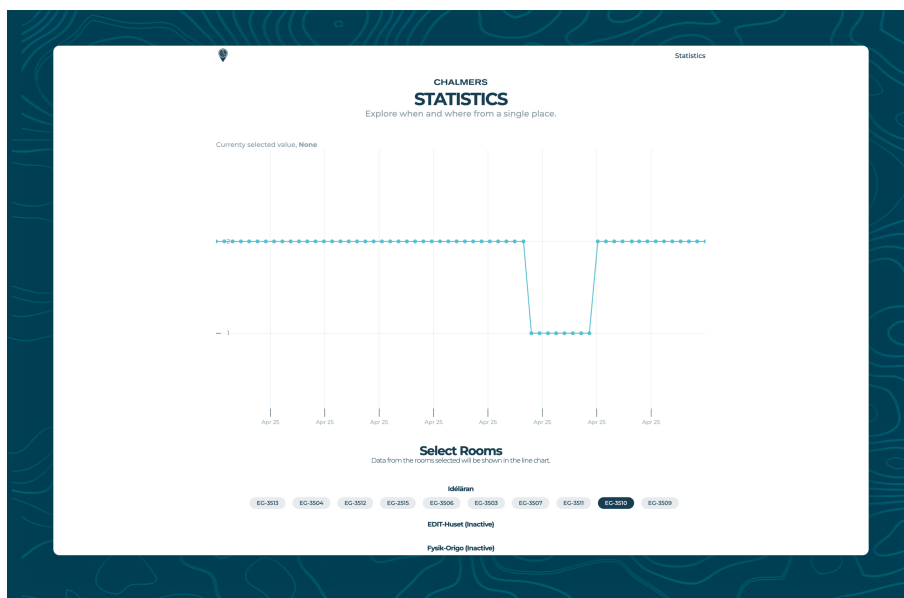 Statistics
CHALMERS
STATISTICS
Explore when and where from a single place.
Currenty selected value, None
2
1
Apr 25 Apr 25 Apr 25 Apr 25 Apr 25 Apr 25 Apr 25 Apr 25
Select Rooms
Data from the rooms selected will be shown in the line chart.
Idéläran
EG-3513 EG-3504 EG-3512 EG-2515 EG-3506 EG-3503 EG-3507 EG-3511 EG-3510 EG-3509
EDIT-Huset (Inactive)
Fysik-Origo (Inactive)